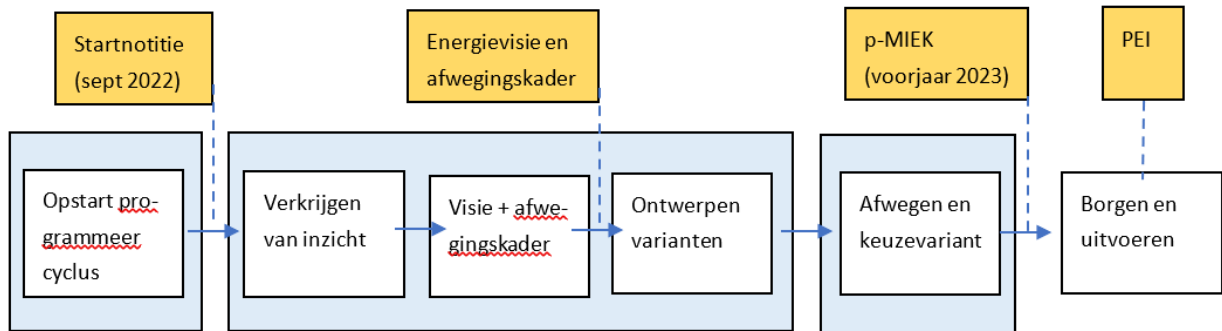 Startnotitie
(sept 2022)
Energievisie en
afwegingskader
p-MIEK
(voorjaar 2023)
PEI
Opstart pro-
grammeer
cyclus
Verkrijgen
van inzicht
Visie + afwe-
gingskader
Ontwerpen
varianten
Afwegen en
keuzevariant
Borgen en
uitvoeren